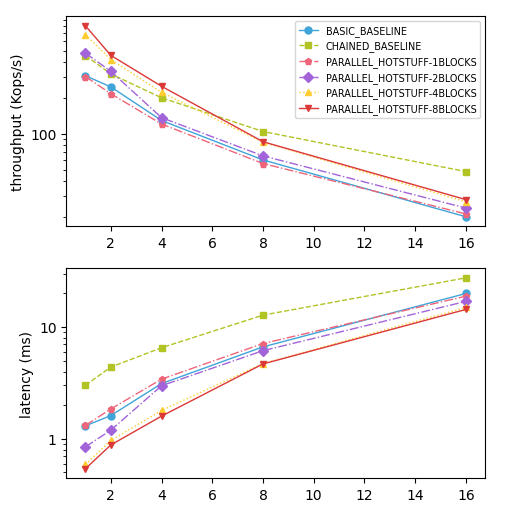 throughput (Kops/s)
100
BASIC_BASELINE
CHAINED_BASELINE
PARALLEL_HOTSTUFF-1BLOCKS
PARALLEL_HOTSTUFF-2BLOCKS
PARALLEL_HOTSTUFF-4BLOCKS
PARALLEL_HOTSTUFF-8BLOCKS
2 4 6 8 10 12 14 16
latency (ms)
10
1
2 4 6 8 10 12 14 16